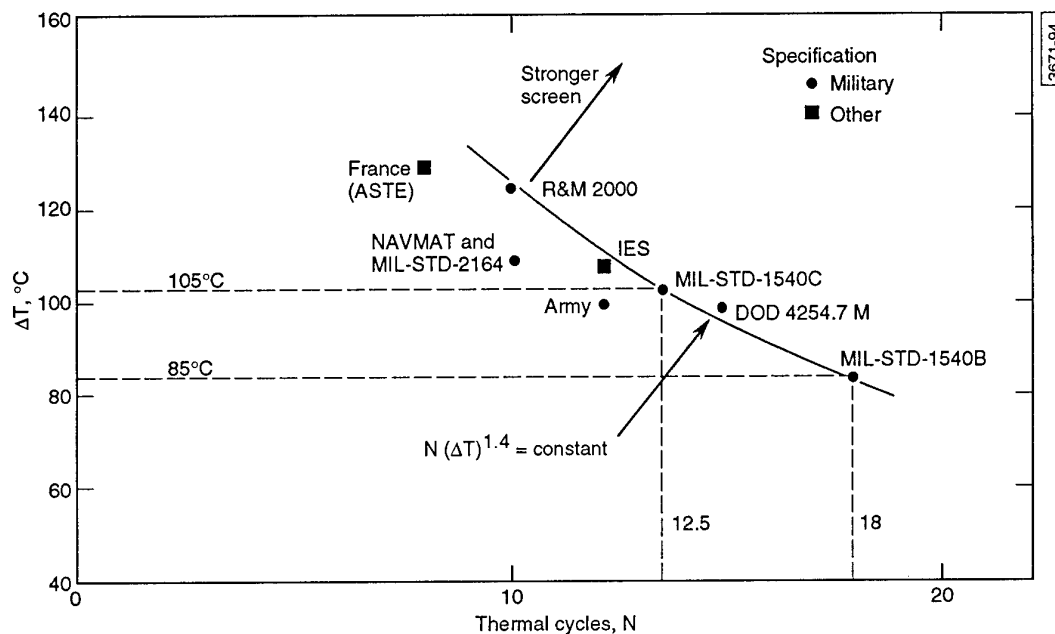 160
140
120
100
80
60
40
ΔT, °C
0
10
20
Thermal cycles, N
Specification
Military
Other
3671-94
Stronger
screen
France
(ASTE)
R&M 2000
NAVMAT and
MIL-STD-2164
IES
105°C
MIL-STD-1540C
Army
DOD 4254.7 M
85°C
MIL-STD-1540B
N (ΔT)1.4 = constant
12.5
18